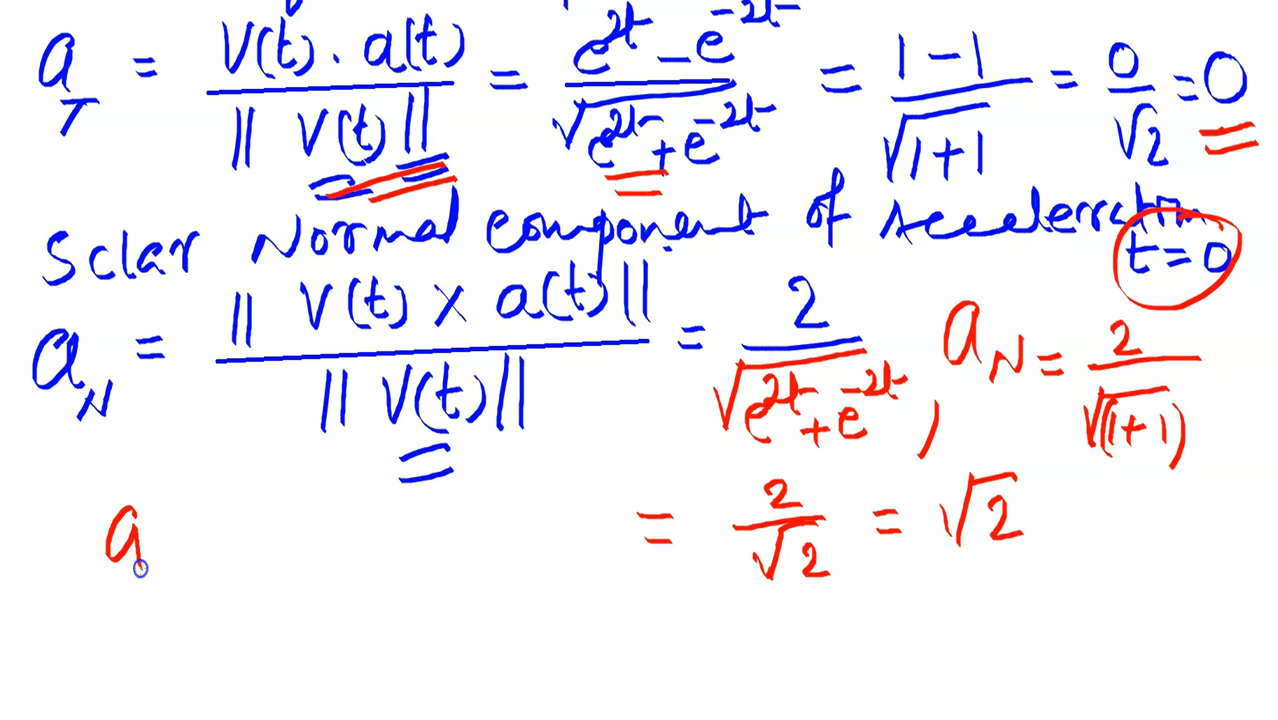 a_T = V(t) · a(t) / || V(t) || = e^2t - e^-2t / √e^2t + e^-2t = 1 - 1 / √1+1 = 0/√2 = 0
Sclar Normal component of Acceleration
t = 0
a_N = || V(t) × a(t) || / || V(t) || = 2 / √e^2t + e^-2t , a_N = 2 / √(1+1)
= 2/√2 = √2
a